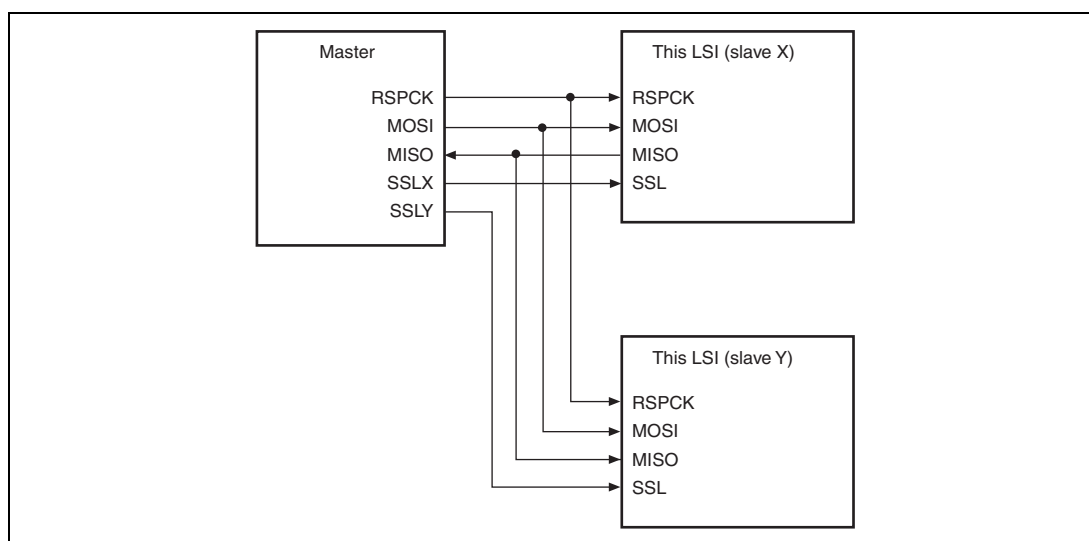 Master
RSPCK
MOSI
MISO
SSLX
SSLY
This LSI (slave X)
RSPCK
MOSI
MISO
SSL
This LSI (slave Y)
RSPCK
MOSI
MISO
SSL